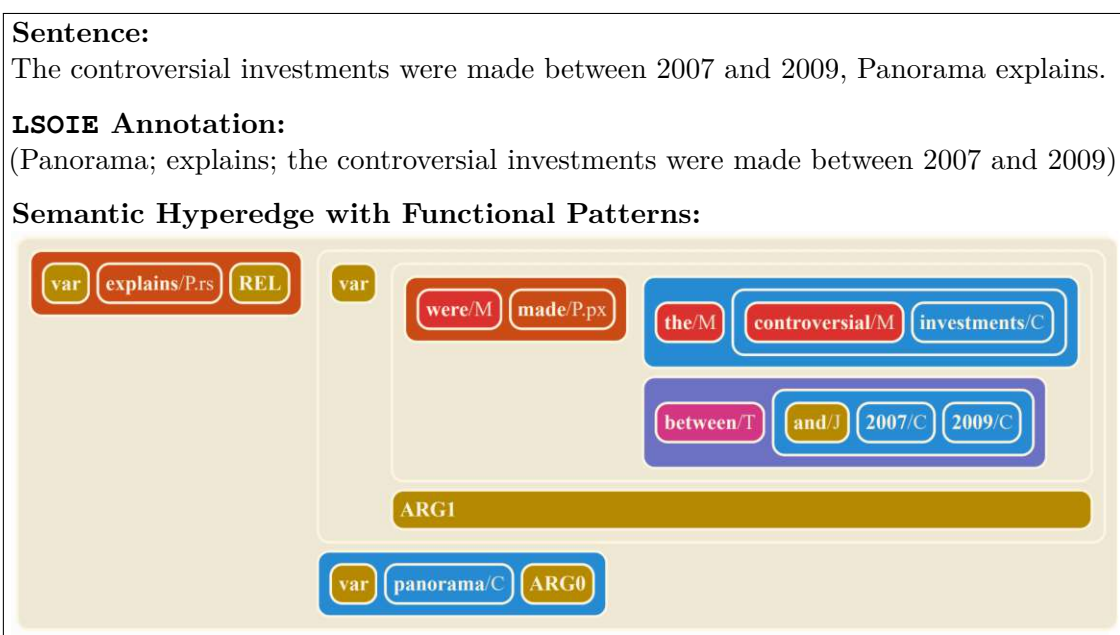 Sentence:
The controversial investments were made between 2007 and 2009, Panorama explains.
LSOIE Annotation:
(Panorama; explains; the controversial investments were made between 2007 and 2009)
Semantic Hyperedge with Functional Patterns:
var explains/P.rs REL
var
were/M made/P.px
the/M controversial/M investments/C
between/T and/J 2007/C 2009/C
ARG1
var panorama/C ARG0